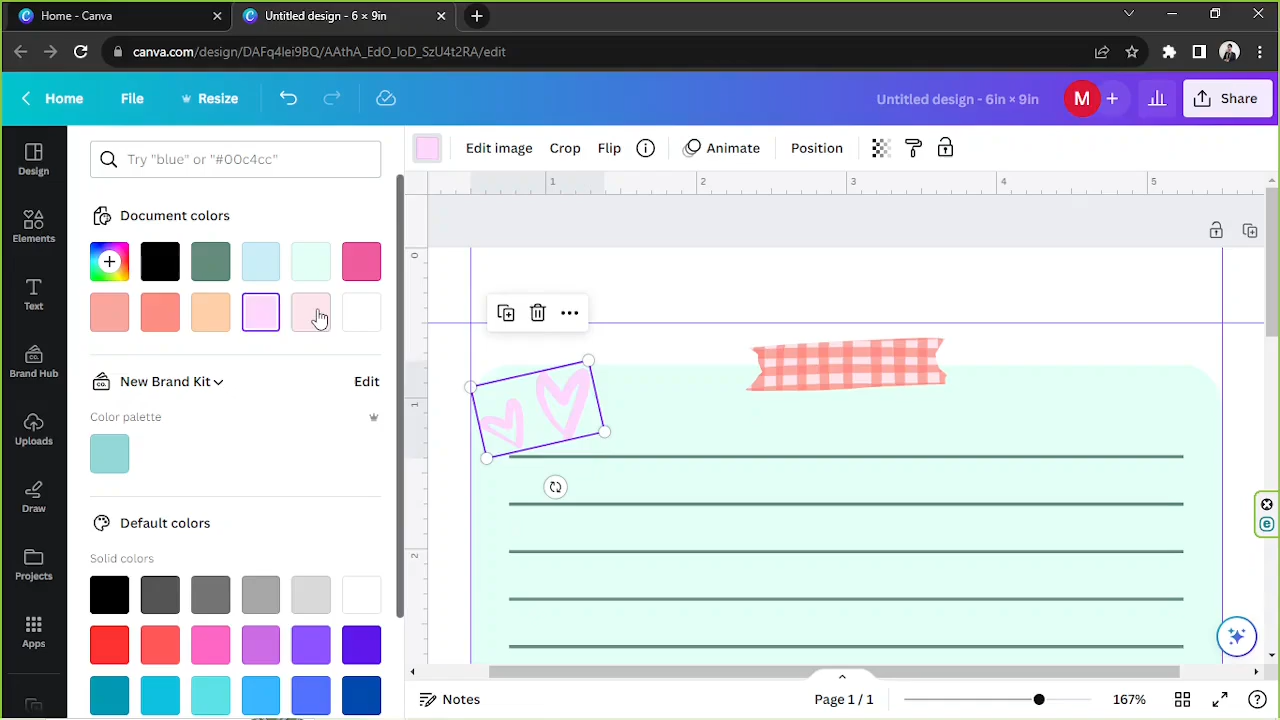 Home - Canva
Untitled design - 6 × 9in
canva.com/design/DAFq4lei9BQ/AAthA_EdO_IoD_SzU4t2RA/edit
Home
File
Resize
Untitled design - 6in × 9in
M
Share
Design
Elements
Text
Brand Hub
Uploads
Draw
Projects
Apps
Try "blue" or "#00c4cc"
Document colors
CO.
New Brand Kit
Edit
Color palette
Default colors
Solid colors
Edit image
Crop
Flip
Animate
Position
1
2
3
4
5
0
1
2
Notes
Page 1 / 1
167%